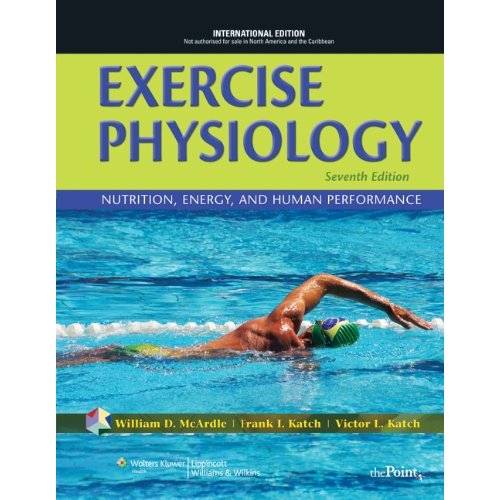 INTERNATIONAL EDITION
Not authorised for sale in North America and the Caribbean
EXERCISE
PHYSIOLOGY
Seventh Edition
NUTRITION, ENERGY, AND HUMAN PERFORMANCE
William D. McArdle | Frank I. Katch | Victor L. Katch
Wolters Kluwer | Lippincott
Health | Williams & Wilkins
thePoint